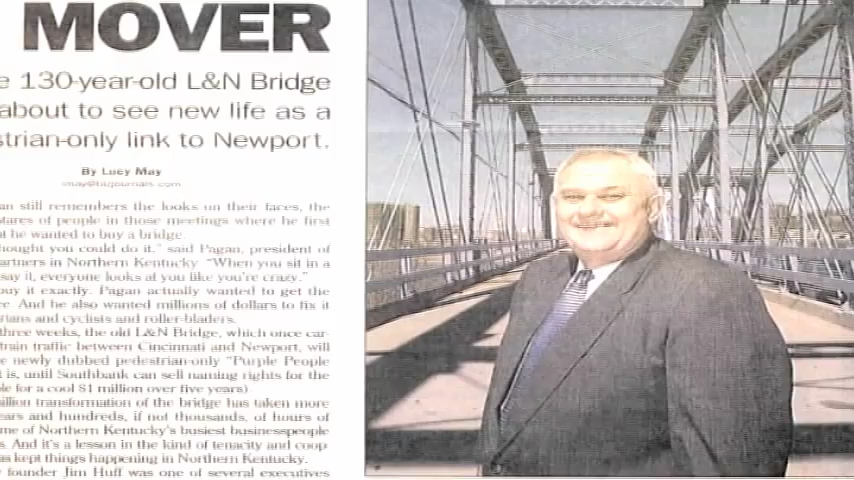 MOVER
e 130-year-old L&N Bridge
about to see new life as a
strian-only link to Newport.
By Lucy May
an still remembers the looks on their faces, the
stares of people in those meetings where he first
t he wanted to buy a bridge.
hought you could do it," said Pagan, president of
artners in Northern Kentucky. "When you sit in a
say it, everyone looks at you like you're crazy."
buy it exactly. Pagan actually wanted to get the
e. And he also wanted millions of dollars to fix it
rians and cyclists and roller-bladers.
three weeks, the old L&N Bridge, which once car-
train traffic between Cincinnati and Newport, will
e newly dubbed pedestrian-only "Purple People
t is, until Southbank can sell naming rights for the
le for a cool $1 million over five years)
illion transformation of the bridge has taken more
ears and hundreds, if not thousands, of hours of
me of Northern Kentucky's busiest businesspeople
s. And it's a lesson in the kind of tenacity and coop-
as kept things happening in Northern Kentucky.
founder Jim Huff was one of several executives